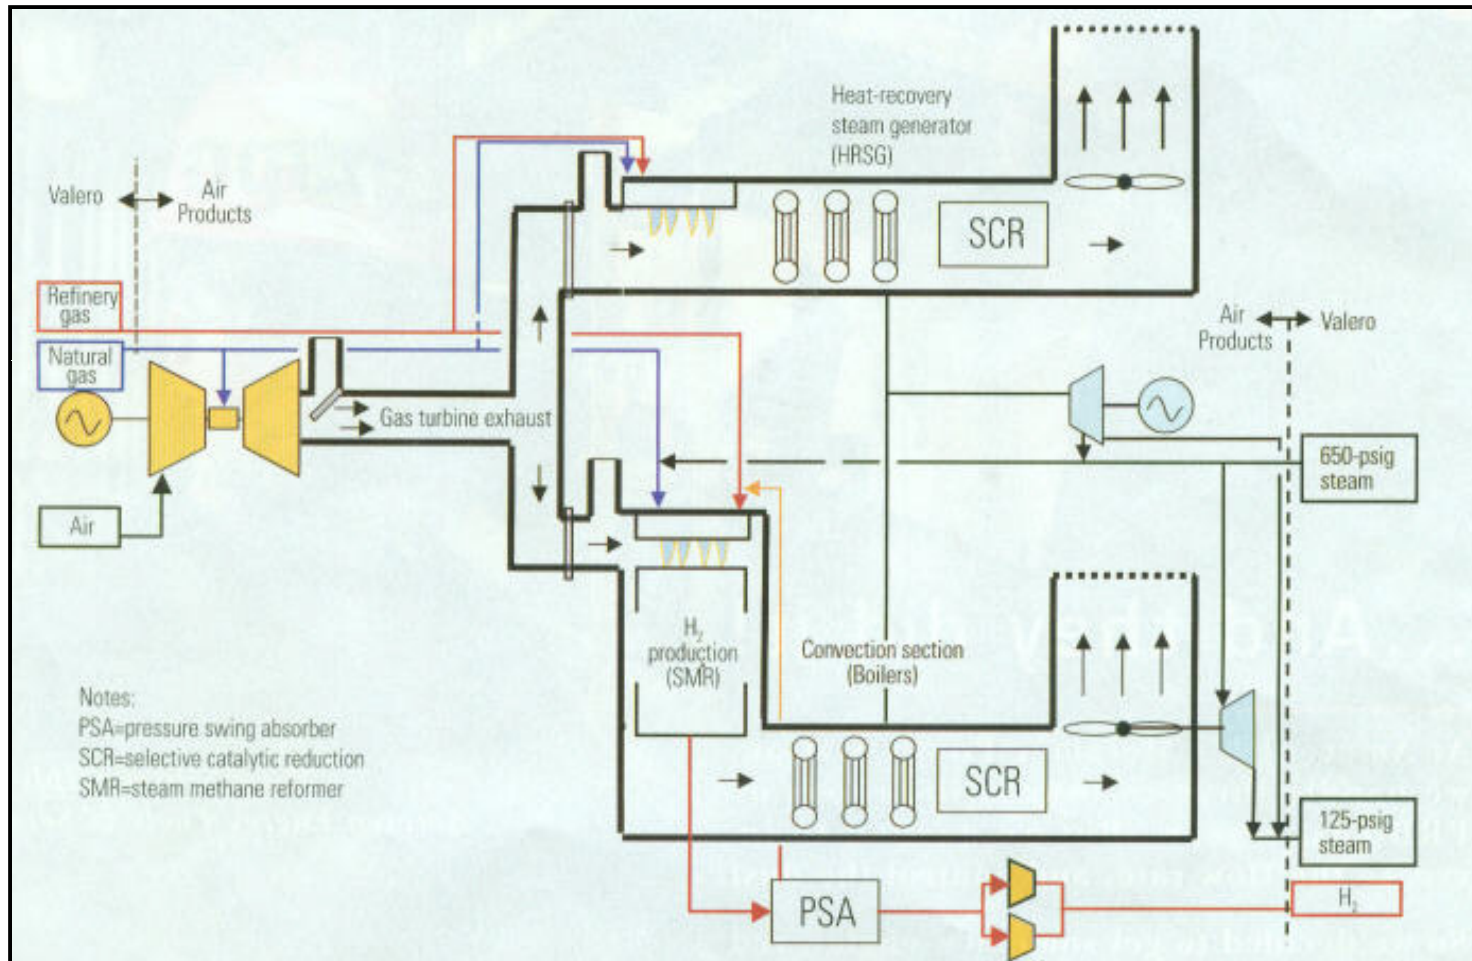 Heat-recovery
steam generator
(HRSG)
Valero
Air
Products
SCR
Refinery
gas
Natural
gas
Air
Products
Valero
Gas turbine exhaust
650-psig
steam
Air
H2
production
(SMR)
Convection section
(Boilers)
Notes:
PSA=pressure swing absorber
SCR=selective catalytic reduction
SMR=steam methane reformer
SCR
125-psig
steam
PSA
H2